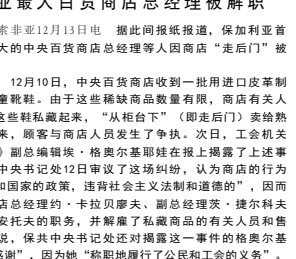 亚最大百货商店总经理被解职
索非亚12月13日电　据此间报纸报道，保加利亚首
大的中央百货商店总经理等人因商店“走后门”被
12月10日，中央百货商店收到一批用进口皮革制
童靴鞋。由于这些稀缺商品数量有限，商店有关人
这些鞋私藏起来，“从柜台下”（即走后门）卖给熟
来，顾客与商店人员发生了争执。次日，工会机关
》副总编辑埃·格奥尔基耶娃在报上揭露了上述事
中央书记处12日审议了这场纠纷，认为商店的行为
和国家的政策，违背社会主义法制和道德的”，因而
店总经理约·卡拉贝廖夫、副总经理茨·捷尔科夫
安托夫的职务，并解雇了私藏商品的有关人员和售
说，保共中央书记处还对揭露这一事件的格奥尔基
感谢”，因为她“称职地履行了公民和工会的义务”。